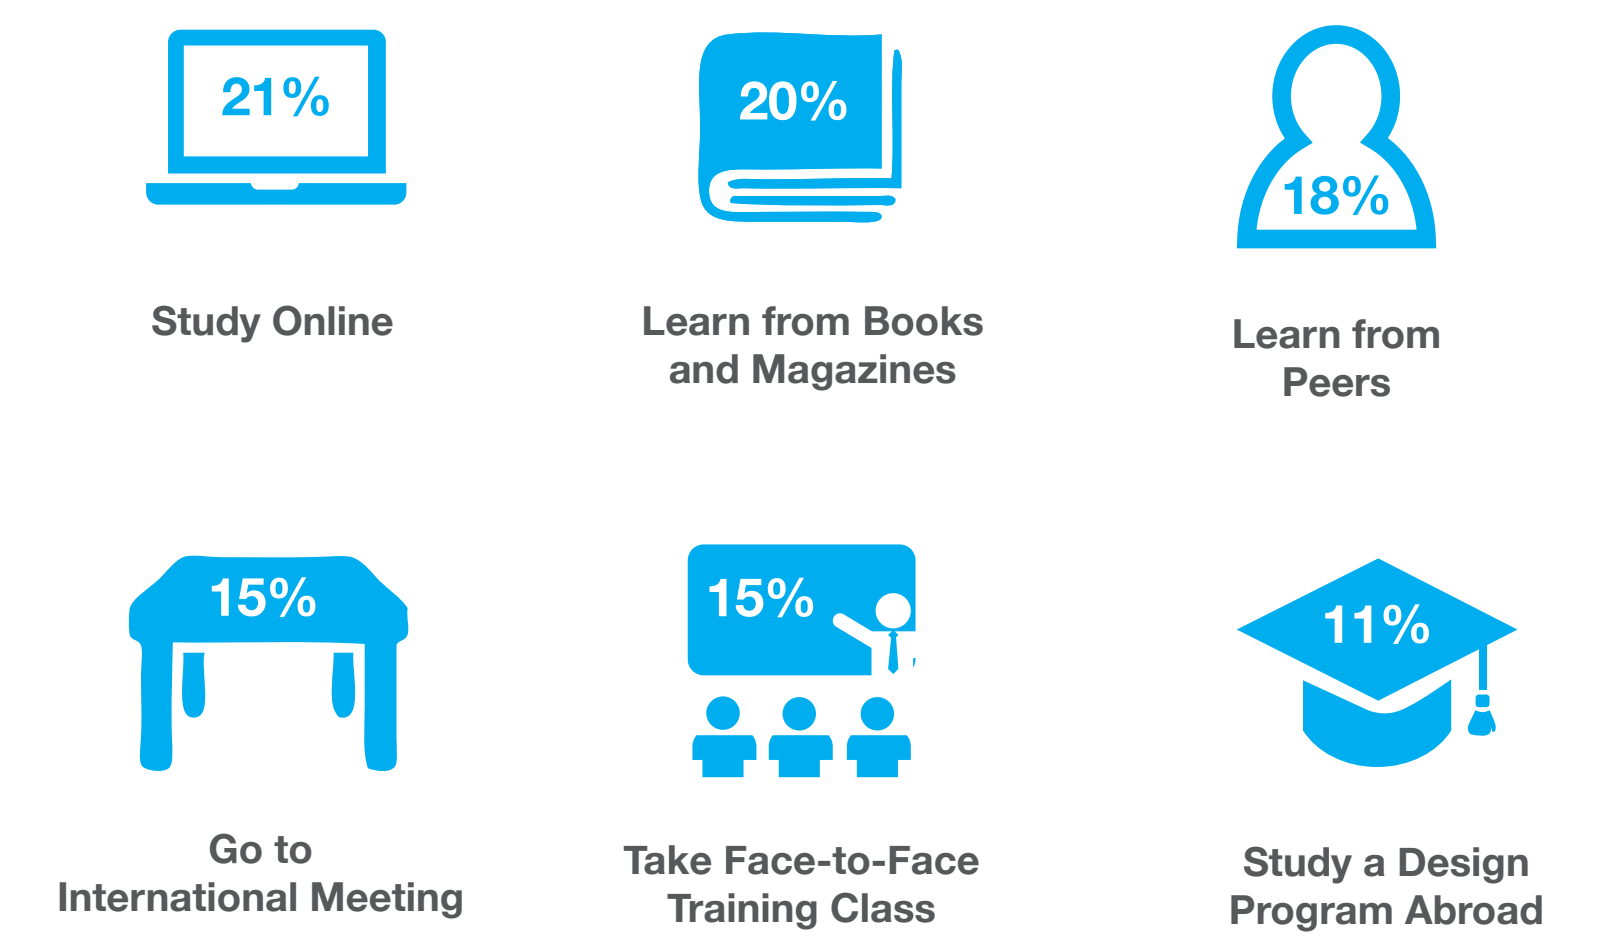 21%
Study Online
20%
Learn from Books
and Magazines
18%
Learn from
Peers
15%
Go to
International Meeting
15%
Take Face-to-Face
Training Class
11%
Study a Design
Program Abroad